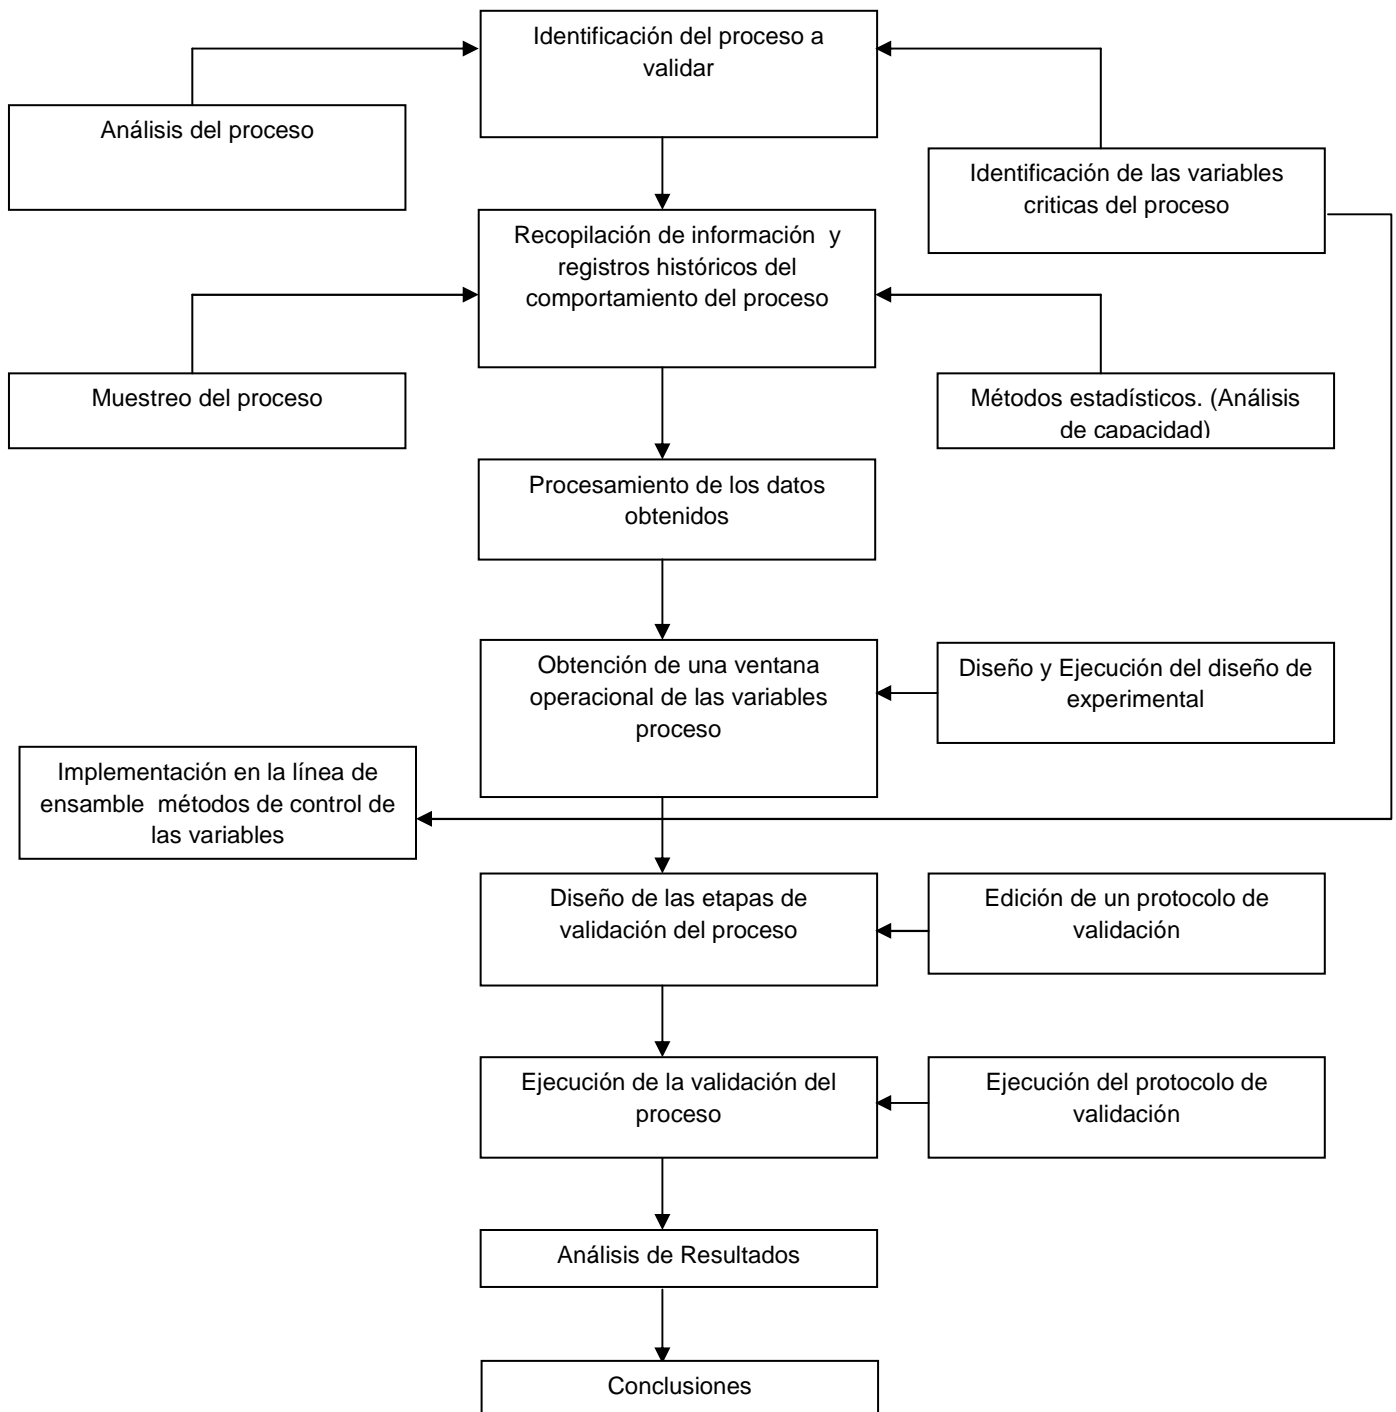 Identificación del proceso a
validar
Análisis del proceso
Identificación de las variables
criticas del proceso
Recopilación de información y
registros históricos del
comportamiento del proceso
Muestreo del proceso
Métodos estadísticos. (Análisis
de capacidad)
Procesamiento de los datos
obtenidos
Obtención de una ventana
operacional de las variables
proceso
Diseño y Ejecución del diseño de
experimental
Implementación en la línea de
ensamble métodos de control de
las variables
Diseño de las etapas de
validación del proceso
Edición de un protocolo de
validación
Ejecución de la validación del
proceso
Ejecución del protocolo de
validación
Análisis de Resultados
Conclusiones